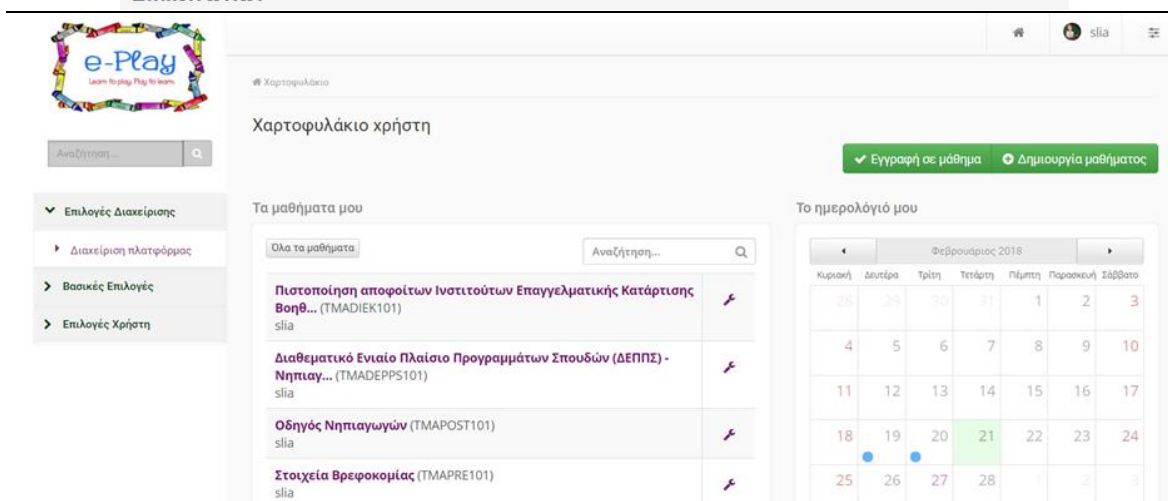 e-Play
Learn to play. Play to learn.
slia
Χαρτοφυλάκιο
Χαρτοφυλάκιο χρήστη
Αναζήτηση...
Εγγραφή σε μάθημα
Δημιουργία μαθήματος
Επιλογές Διαχείρισης
Διαχείριση πλατφόρμας
Βασικές Επιλογές
Επιλογές Χρήστη
Τα μαθήματα μου
Όλα τα μαθήματα
Αναζήτηση...
Πιστοποίηση αποφοίτων Ινστιτούτων Επαγγελματικής Κατάρτισης
Βοηθ... (TMADIEK101)
slia
Διαθεματικό Ενιαίο Πλαίσιο Προγραμμάτων Σπουδών (ΔΕΠΠΣ) -
Νηπιαγ... (TMADEPPS101)
slia
Οδηγός Νηπιαγωγών (TMAPOST101)
slia
Στοιχεία Βρεφοκομίας (TMAPRE101)
slia
Το ημερολόγιό μου
Φεβρουάριος 2018
Κυριακή Δευτέρα Τρίτη Τετάρτη Πέμπτη Παρασκευή Σάββατο
28 29 30 31 1 2 3
4 5 6 7 8 9 10
11 12 13 14 15 16 17
18 19 20 21 22 23 24
25 26 27 28 1 2 3